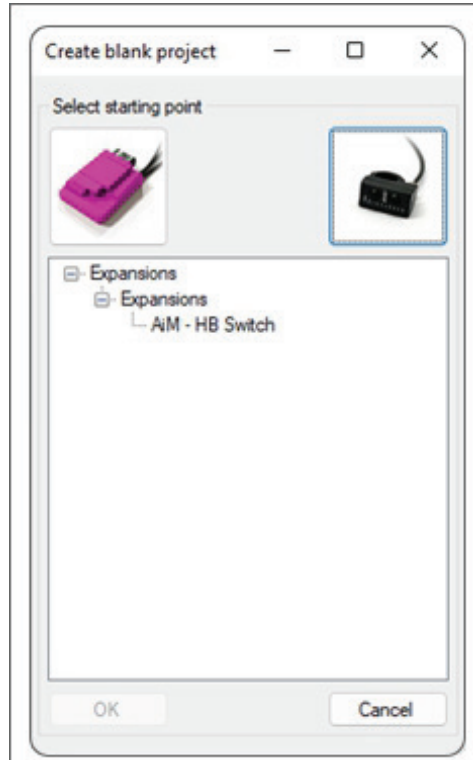 Create blank project
Select starting point
Expansions
Expansions
AiM - HB Switch
OK
Cancel